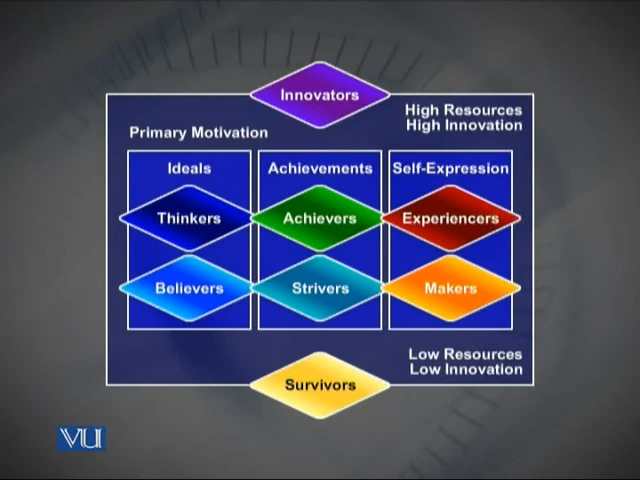 Innovators
High Resources
High Innovation
Primary Motivation
Ideals
Achievements
Self-Expression
Thinkers
Achievers
Experiencers
Believers
Strivers
Makers
Low Resources
Low Innovation
Survivors
VU